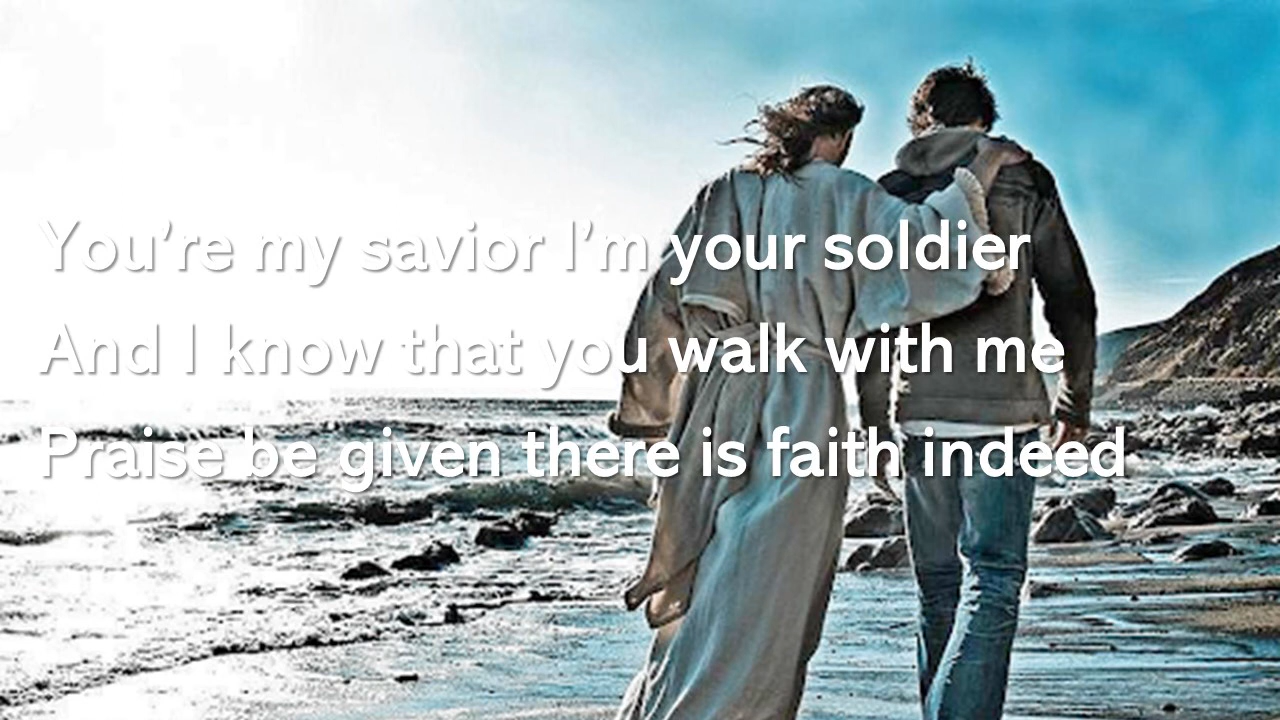 You’re my savior I’m your soldier
And I know that you walk with me
Praise be given there is faith indeed